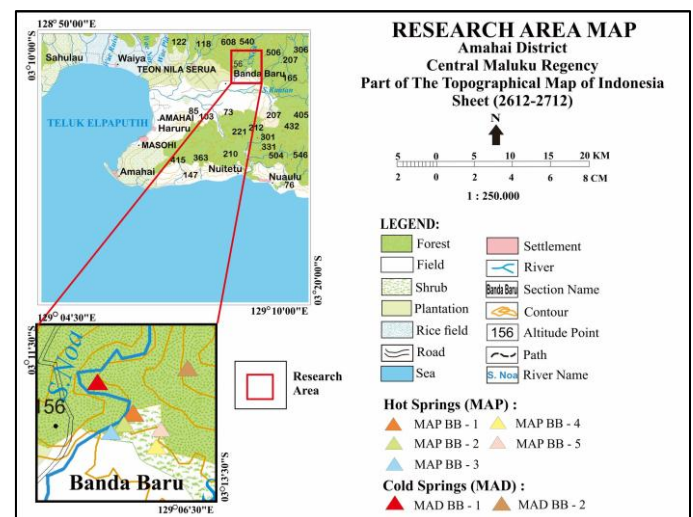 128°50'00"E
03°10'00"S
Sahulau
Waiya
122 118 608 540
506 306
207
TEON NILA SERUA
56
Banda Baru
165
TELUK ELPAPUTIH
AMAHAI
85
103
73
Haruru
207 405
221 212 432
MASOHI
301
331
415 363 210 504 546
Amahai
147
Nuitetu
Nuaulu
76
03°20'00"S
129°10'00"E
129°04'30"E
03°11'30"S
S. Noa
156
Banda Baru
03°13'30"S
129°06'30"E
Research
Area
RESEARCH AREA MAP
Amahai District
Central Maluku Regency
Part of The Topographical Map of Indonesia
Sheet (2612-2712)
N
5 0 5 10 15 20 KM
2 0 2 4 6 8 CM
1 : 250.000
LEGEND:
Forest
Field
Shrub
Plantation
Rice field
Road
Sea
Settlement
River
Banda Baru Section Name
Contour
156 Altitude Point
Path
S. Noa River Name
Hot Springs (MAP) :
MAP BB - 1 MAP BB - 4
MAP BB - 2 MAP BB - 5
MAP BB - 3
Cold Springs (MAD) :
MAD BB - 1 MAD BB - 2